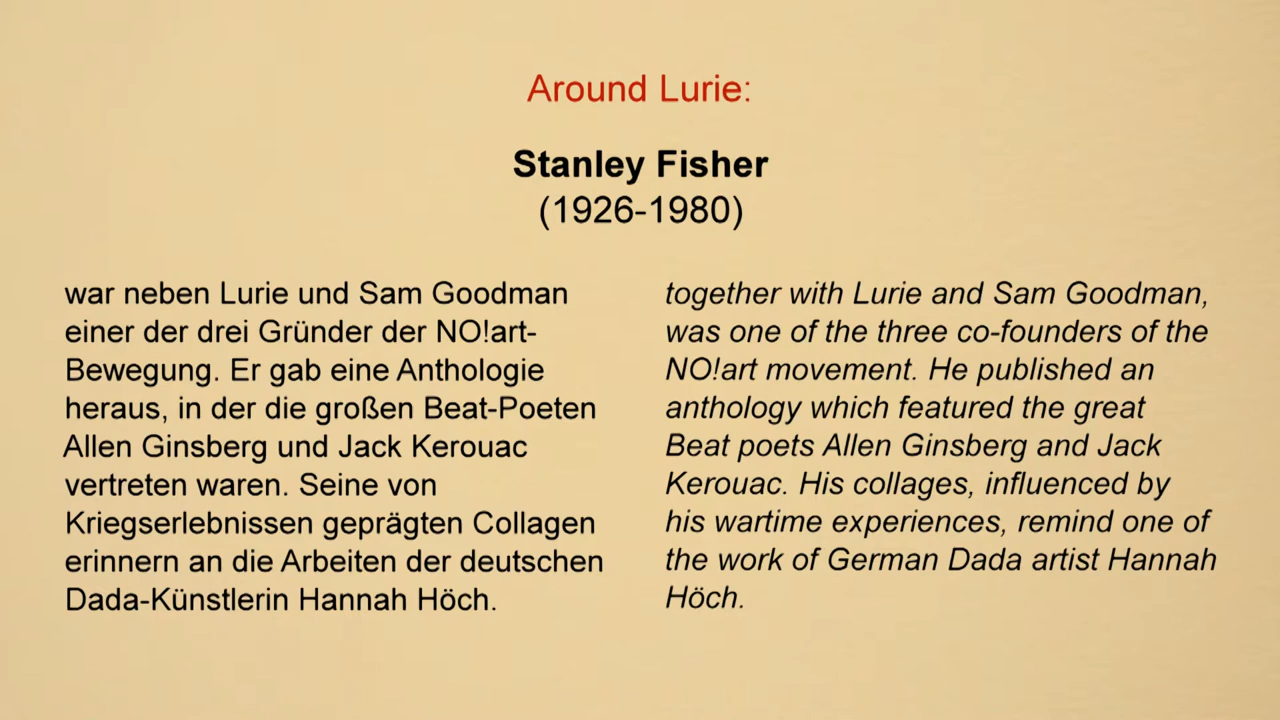 Around Lurie:
Stanley Fisher
(1926-1980)
war neben Lurie und Sam Goodman
einer der drei Gründer der NO!art-
Bewegung. Er gab eine Anthologie
heraus, in der die großen Beat-Poeten
Allen Ginsberg und Jack Kerouac
vertreten waren. Seine von
Kriegserlebnissen geprägten Collagen
erinnern an die Arbeiten der deutschen
Dada-Künstlerin Hannah Höch.
together with Lurie and Sam Goodman,
was one of the three co-founders of the
NO!art movement. He published an
anthology which featured the great
Beat poets Allen Ginsberg and Jack
Kerouac. His collages, influenced by
his wartime experiences, remind one of
the work of German Dada artist Hannah
Höch.